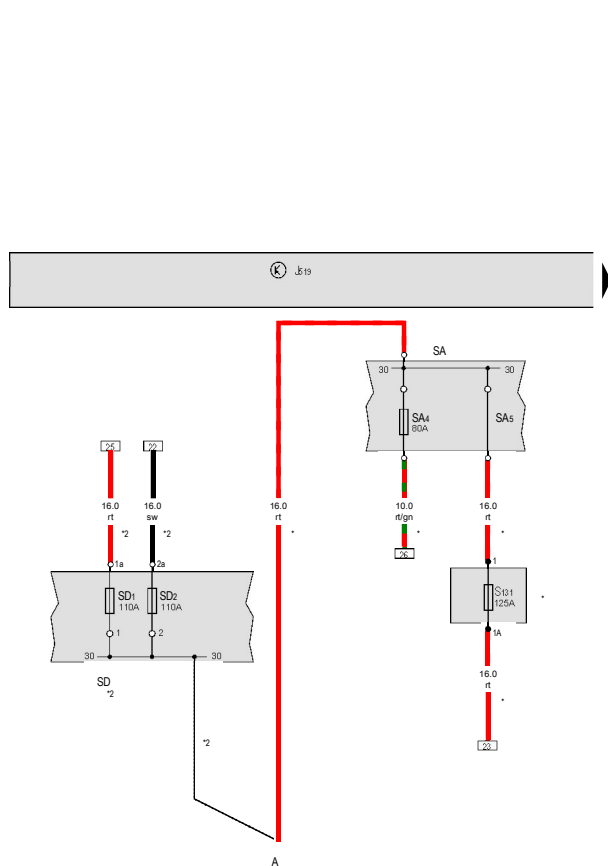 K J519
SA
30 30
SA4
80A
SA5
25 22
16.0
rt
*2
16.0
sw
*2
16.0
rt
*
10.0
rt/gn
*
16.0
rt
*
26
1a 2a
1
SD1
110A
SD2
110A
S131
125A
*
1 2
1A
30 30
SD
*2
16.0
rt
*
*2
23
A